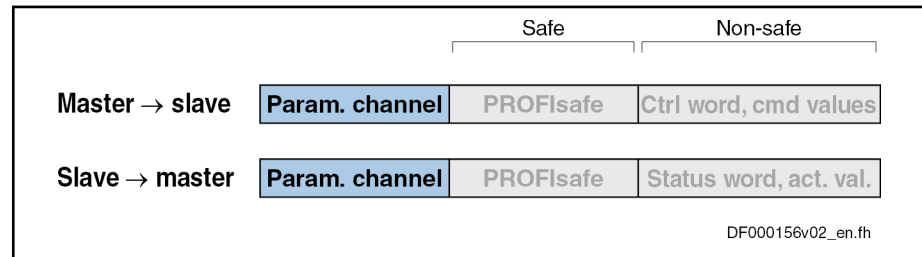 Safe Non-safe
Master → slave Param. channel PROFIsafe Ctrl word, cmd values
Slave → master Param. channel PROFIsafe Status word, act. val.
DF000156v02_en.fh